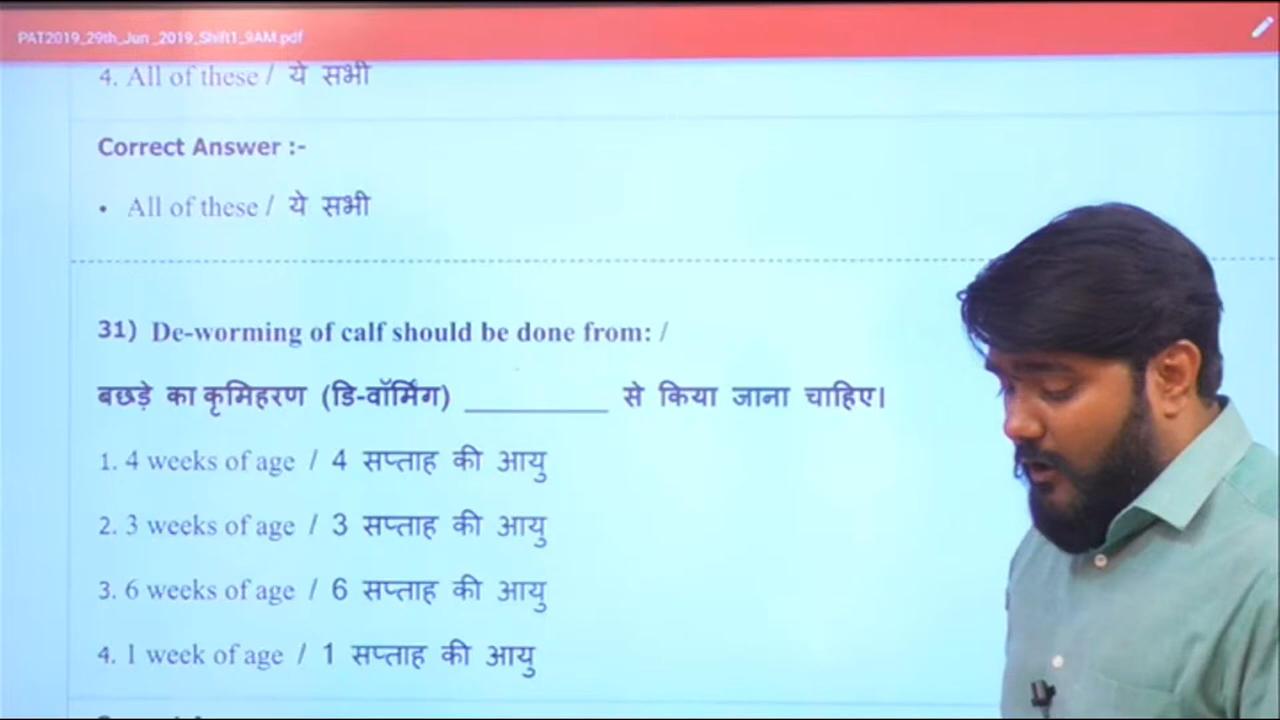 PAT2019_29th_Jun_2019_Shift1_9AM.pdf
4. All of these / ये सभी
Correct Answer :-
• All of these / ये सभी
31) De-worming of calf should be done from: /
बछड़े का कृमिहरण (डि-वॉर्मिंग) __________ से किया जाना चाहिए।
1. 4 weeks of age / 4 सप्ताह की आयु
2. 3 weeks of age / 3 सप्ताह की आयु
3. 6 weeks of age / 6 सप्ताह की आयु
4. 1 week of age / 1 सप्ताह की आयु